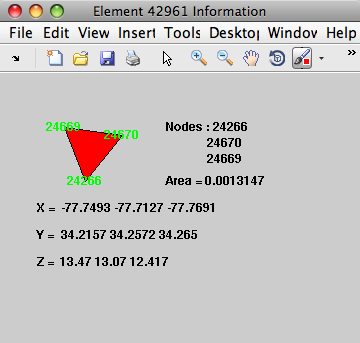 Element 42961 Information
File Edit View Insert Tools Desktop Window Help
24669
24670
24266
Nodes : 24266
24670
24669
Area = 0.0013147
X = -77.7493 -77.7127 -77.7691
Y = 34.2157 34.2572 34.265
Z = 13.47 13.07 12.417